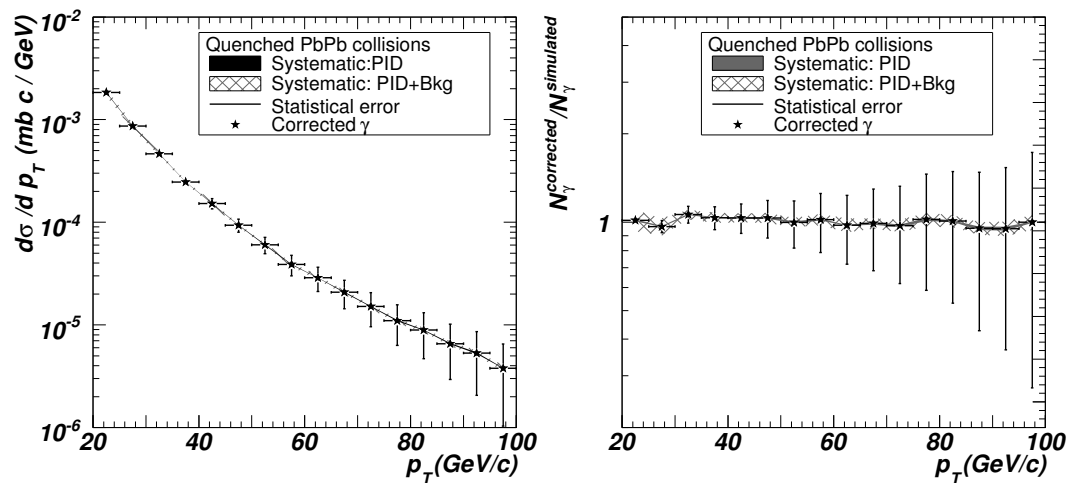 dσ/d p_T (mb c / GeV)
10^-2
10^-3
10^-4
10^-5
10^-6
Quenched PbPb collisions
Systematic:PID
Systematic: PID+Bkg
Statistical error
Corrected γ
20 40 60 80 100
p_T(GeV/c)
N_γ^corrected/N_γ^simulated
1
Quenched PbPb collisions
Systematic: PID
Systematic: PID+Bkg
Statistical error
Corrected γ
20 40 60 80 100
p_T(GeV/c)